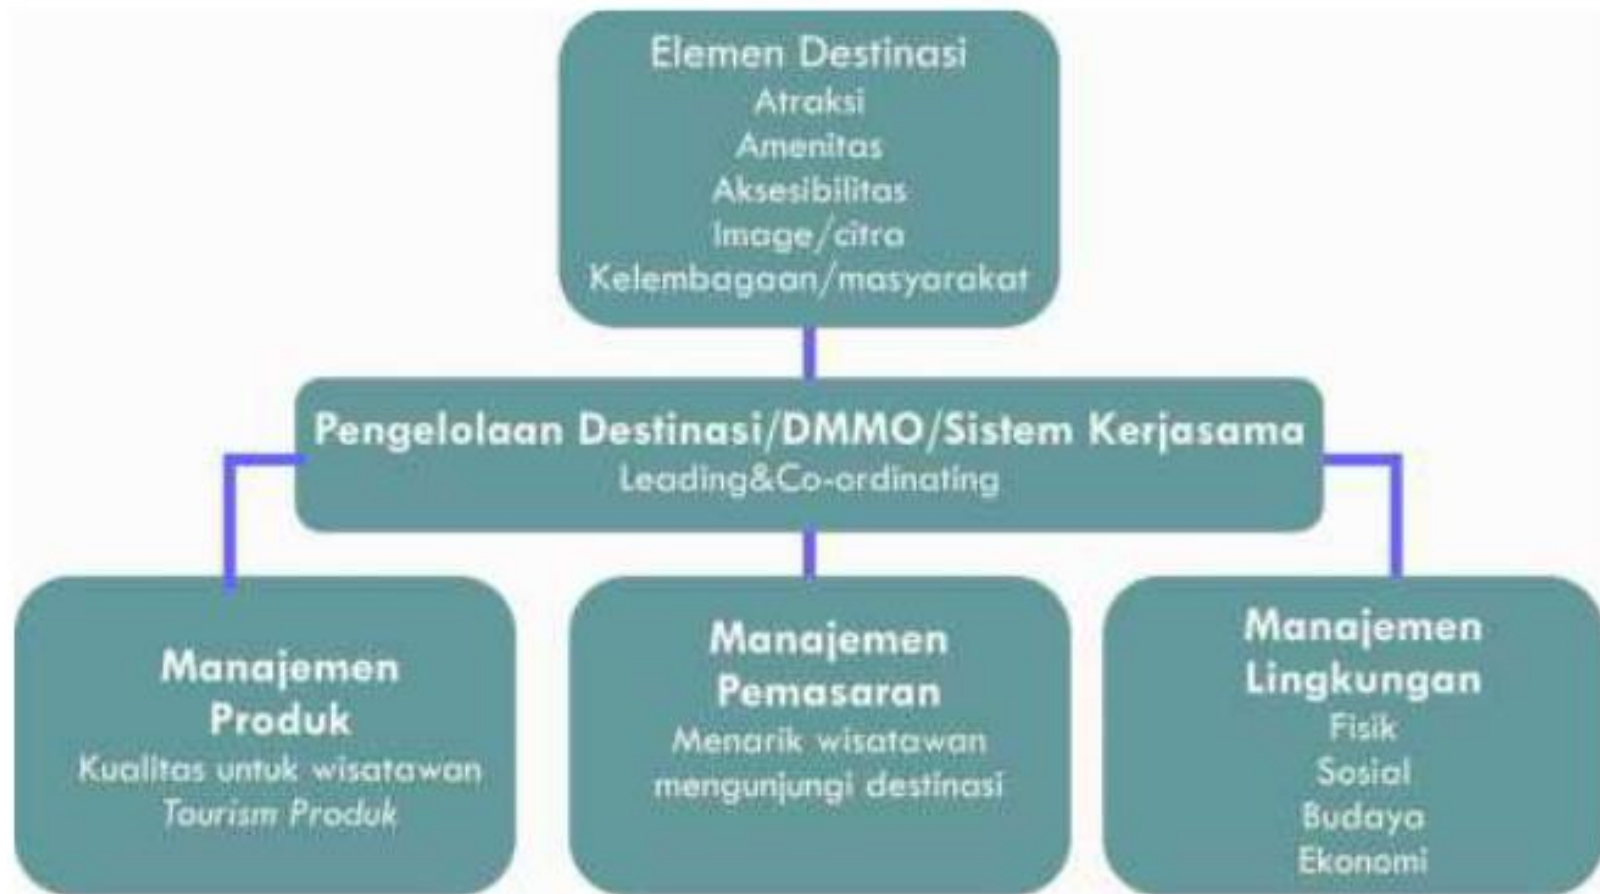 Elemen Destinasi
Atraksi
Amenitas
Aksesibilitas
Image/citra
Kelembagaan/masyarakat
Pengelolaan Destinasi/DMMO/Sistem Kerjasama
Leading&Co-ordinating
Manajemen
Produk
Kualitas untuk wisatawan
Tourism Produk
Manajemen
Pemasaran
Menarik wisatawan
mengunjungi destinasi
Manajemen
Lingkungan
Fisik
Sosial
Budaya
Ekonomi